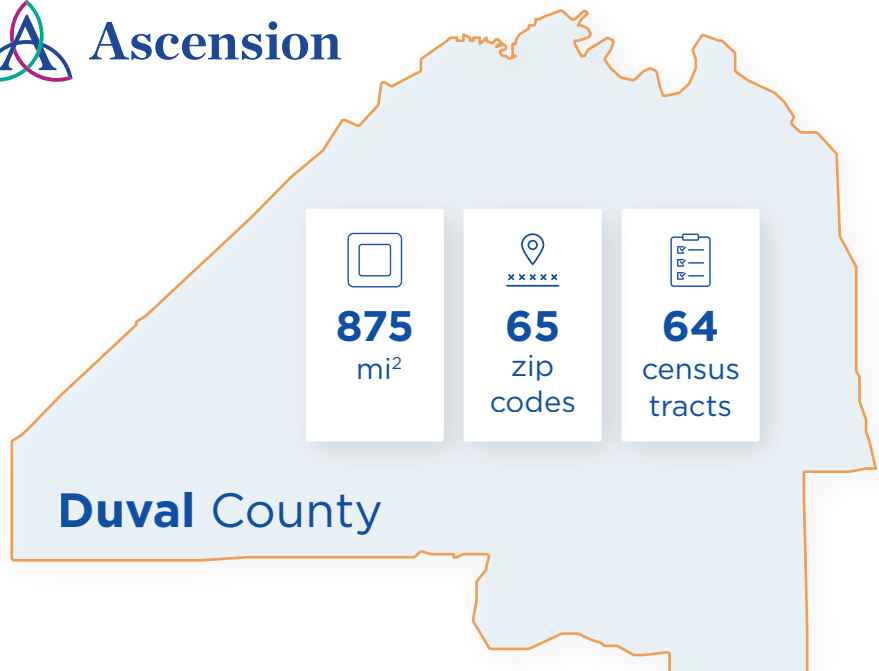 Ascension
875
mi²
65
zip
codes
64
census
tracts
Duval County